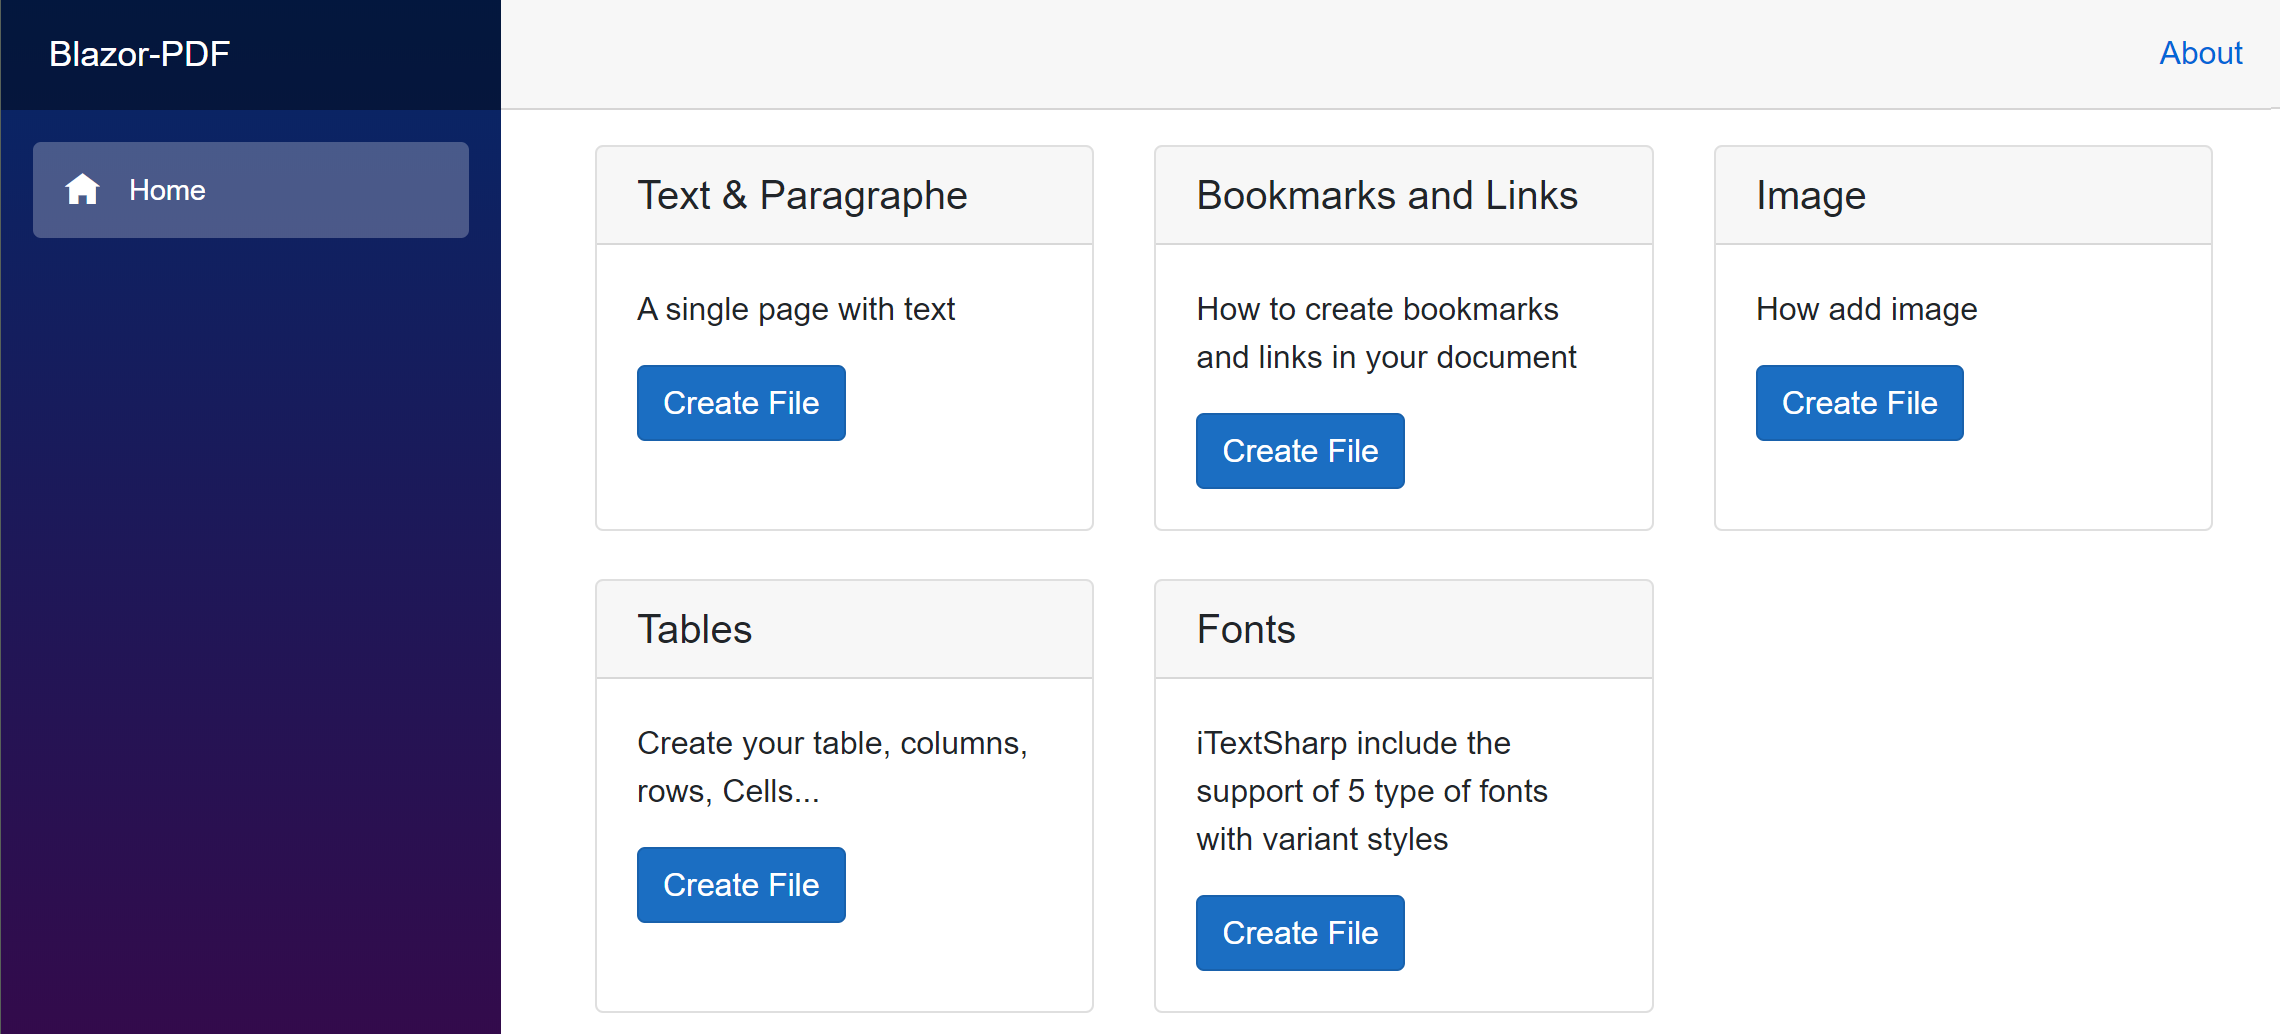 Blazor-PDF
About
Home
Text & Paragraphe
A single page with text
Create File
Bookmarks and Links
How to create bookmarks
and links in your document
Create File
Image
How add image
Create File
Tables
Create your table, columns,
rows, Cells...
Create File
Fonts
iTextSharp include the
support of 5 type of fonts
with variant styles
Create File